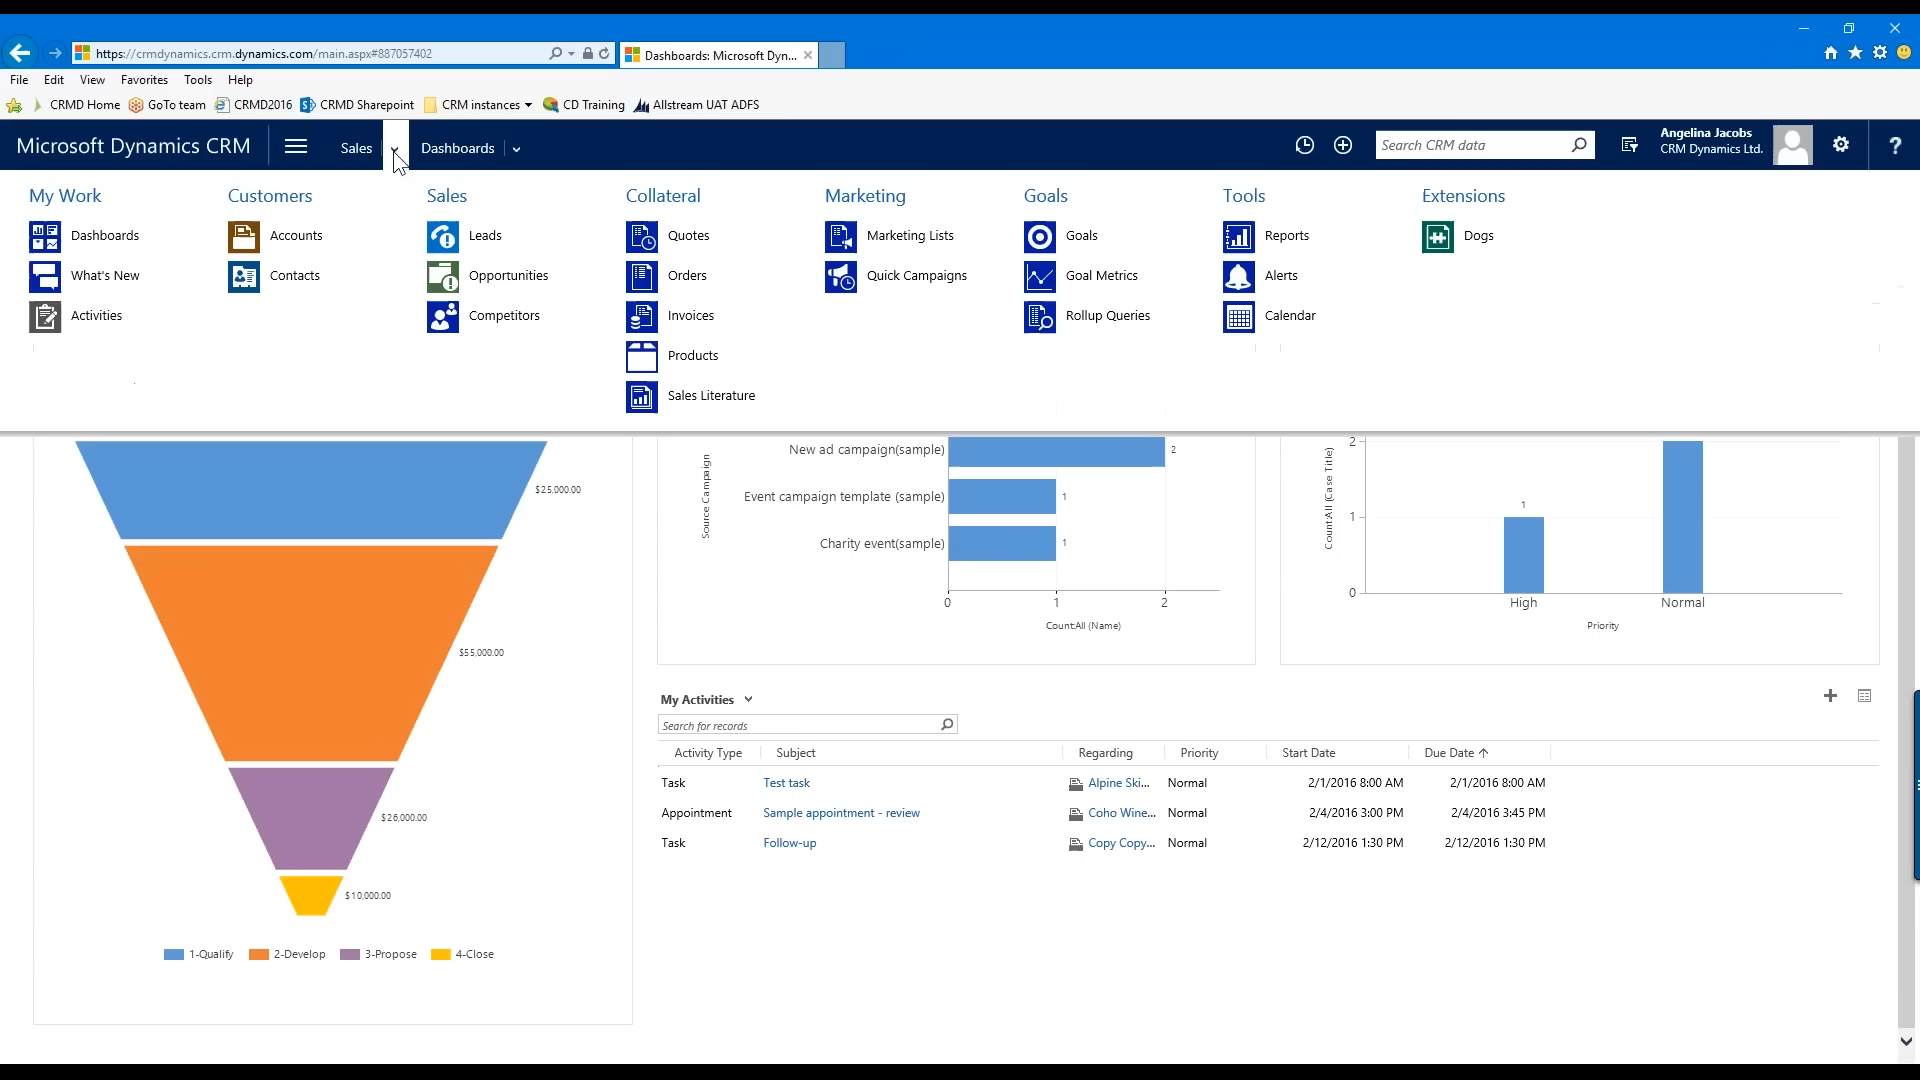 https://crmdynamics.crm.dynamics.com/main.aspx#887057402
Dashboards: Microsoft Dyn...
File Edit View Favorites Tools Help
CRMD Home GoTo team CRMD2016 CRMD Sharepoint CRM instances CD Training Allstream UAT ADFS
Microsoft Dynamics CRM Sales Dashboards Search CRM data Angelina Jacobs
CRM Dynamics Ltd. ?
My Work Customers Sales Collateral Marketing Goals Tools Extensions
Dashboards Accounts Leads Quotes Marketing Lists Goals Reports Dogs
What's New Contacts Opportunities Orders Quick Campaigns Goal Metrics Alerts
Activities Competitors Invoices Rollup Queries Calendar
Products
Sales Literature
$25,000.00
$55,000.00
$26,000.00
$10,000.00
1-Qualify 2-Develop 3-Propose 4-Close
Source Campaign
New ad campaign(sample) 2
Event campaign template (sample) 1
Charity event(sample) 1
0 1 2
Count:All (Name)
Count:All (Case Title)
2
1 1
0
High Normal
Priority
My Activities
Search for records
Activity Type Subject Regarding Priority Start Date Due Date
Task Test task Alpine Ski... Normal 2/1/2016 8:00 AM 2/1/2016 8:00 AM
Appointment Sample appointment - review Coho Wine... Normal 2/4/2016 3:00 PM 2/4/2016 3:45 PM
Task Follow-up Copy Copy... Normal 2/12/2016 1:30 PM 2/12/2016 1:30 PM